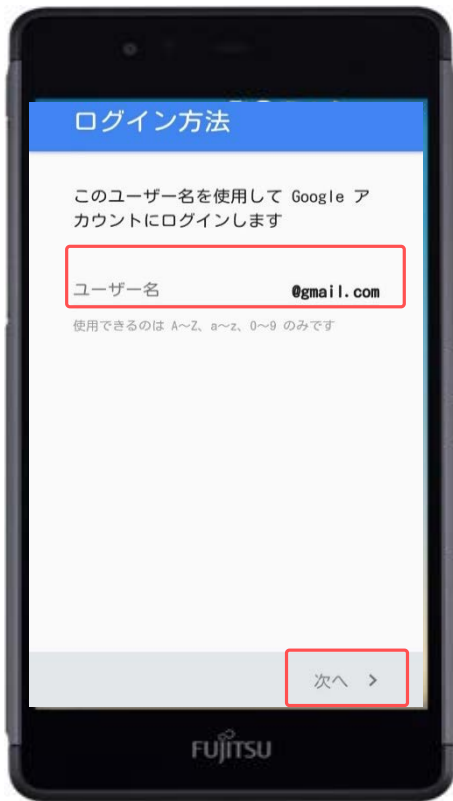 ログイン方法
このユーザー名を使用して Google ア
カウントにログインします
ユーザー名 @gmail.com
使用できるのは A～Z、a～z、0～9 のみです
次へ >
FUJITSU